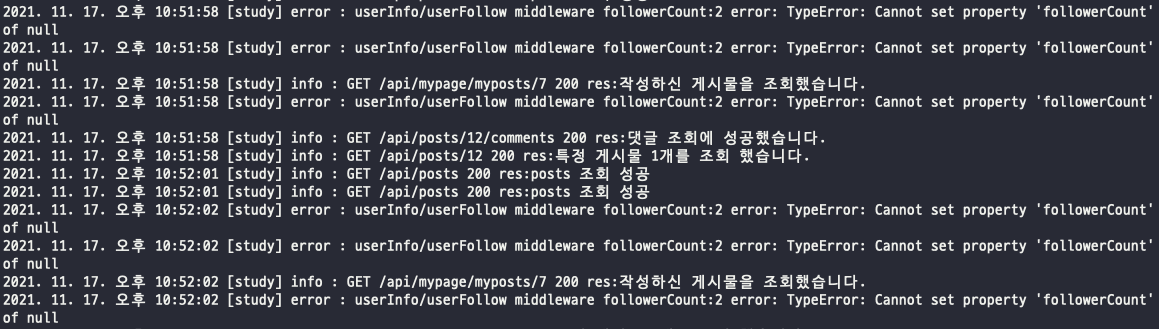 2021. 11. 17. 오후 10:51:58 [study] error : userInfo/userFollow middleware followerCount:2 error: TypeError: Cannot set property 'followerCount'
of null
2021. 11. 17. 오후 10:51:58 [study] error : userInfo/userFollow middleware followerCount:2 error: TypeError: Cannot set property 'followerCount'
of null
2021. 11. 17. 오후 10:51:58 [study] info : GET /api/mypage/myposts/7 200 res:작성하신 게시물을 조회했습니다.
2021. 11. 17. 오후 10:51:58 [study] error : userInfo/userFollow middleware followerCount:2 error: TypeError: Cannot set property 'followerCount'
of null
2021. 11. 17. 오후 10:51:58 [study] info : GET /api/posts/12/comments 200 res:댓글 조회에 성공했습니다.
2021. 11. 17. 오후 10:51:58 [study] info : GET /api/posts/12 200 res:특정 게시물 1개를 조회 했습니다.
2021. 11. 17. 오후 10:52:01 [study] info : GET /api/posts 200 res:posts 조회 성공
2021. 11. 17. 오후 10:52:01 [study] info : GET /api/posts 200 res:posts 조회 성공
2021. 11. 17. 오후 10:52:02 [study] error : userInfo/userFollow middleware followerCount:2 error: TypeError: Cannot set property 'followerCount'
of null
2021. 11. 17. 오후 10:52:02 [study] error : userInfo/userFollow middleware followerCount:2 error: TypeError: Cannot set property 'followerCount'
of null
2021. 11. 17. 오후 10:52:02 [study] info : GET /api/mypage/myposts/7 200 res:작성하신 게시물을 조회했습니다.
2021. 11. 17. 오후 10:52:02 [study] error : userInfo/userFollow middleware followerCount:2 error: TypeError: Cannot set property 'followerCount'
of null